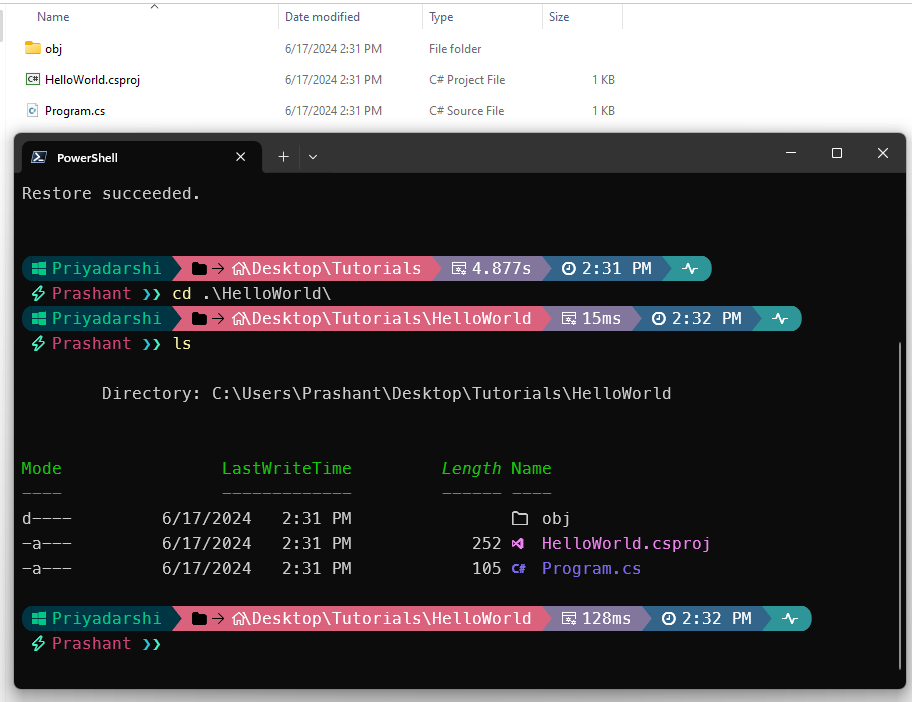 Name Date modified Type Size
obj 6/17/2024 2:31 PM File folder
C# HelloWorld.csproj 6/17/2024 2:31 PM C# Project File 1 KB
Program.cs 6/17/2024 2:31 PM C# Source File 1 KB
PowerShell
Restore succeeded.
Priyadarshi → \Desktop\Tutorials 4.877s 2:31 PM
Prashant ❯❯ cd .\HelloWorld\
Priyadarshi → \Desktop\Tutorials\HelloWorld 15ms 2:32 PM
Prashant ❯❯ ls
Directory: C:\Users\Prashant\Desktop\Tutorials\HelloWorld
Mode LastWriteTime Length Name
---- ------------- ------ ----
d---- 6/17/2024 2:31 PM obj
-a--- 6/17/2024 2:31 PM 252 HelloWorld.csproj
-a--- 6/17/2024 2:31 PM 105 C# Program.cs
Priyadarshi → \Desktop\Tutorials\HelloWorld 128ms 2:32 PM
Prashant ❯❯